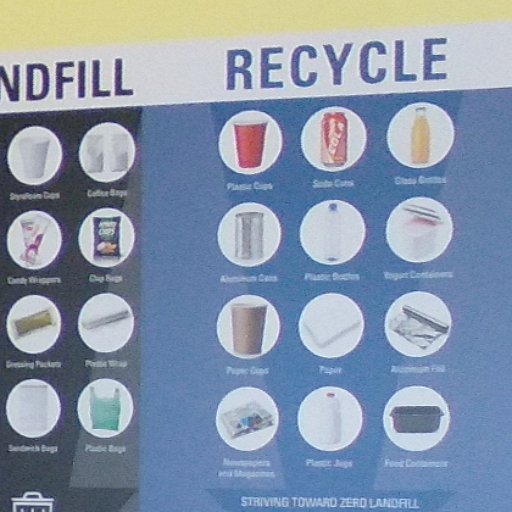 NDFILL
RECYCLE
Styrofoam Cups
Coffee Bags
Plastic Cups
Soda Cans
Glass Bottles
Candy Wrappers
Chip Bags
Aluminum Cans
Plastic Bottles
Yogurt Containers
Dressing Packets
Plastic Wrap
Paper Cups
Paper
Aluminum Foil
Sandwich Bags
Plastic Bags
Newspapers
and Magazines
Plastic Jugs
Food Containers
STRIVING TOWARD ZERO LANDFILL